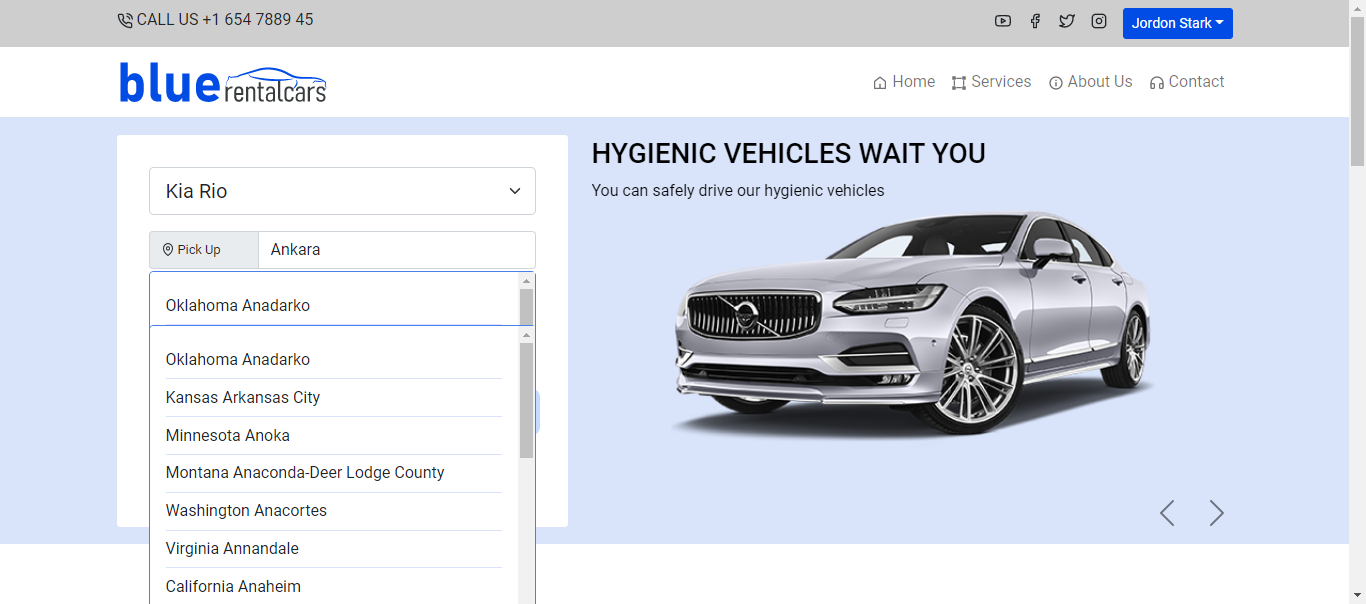 CALL US +1 654 7889 45
Jordon Stark
blue rentalcars
Home Services About Us Contact
Kia Rio
Pick Up Ankara
Oklahoma Anadarko
Oklahoma Anadarko
Kansas Arkansas City
Minnesota Anoka
Montana Anaconda-Deer Lodge County
Washington Anacortes
Virginia Annandale
California Anaheim
HYGIENIC VEHICLES WAIT YOU
You can safely drive our hygienic vehicles